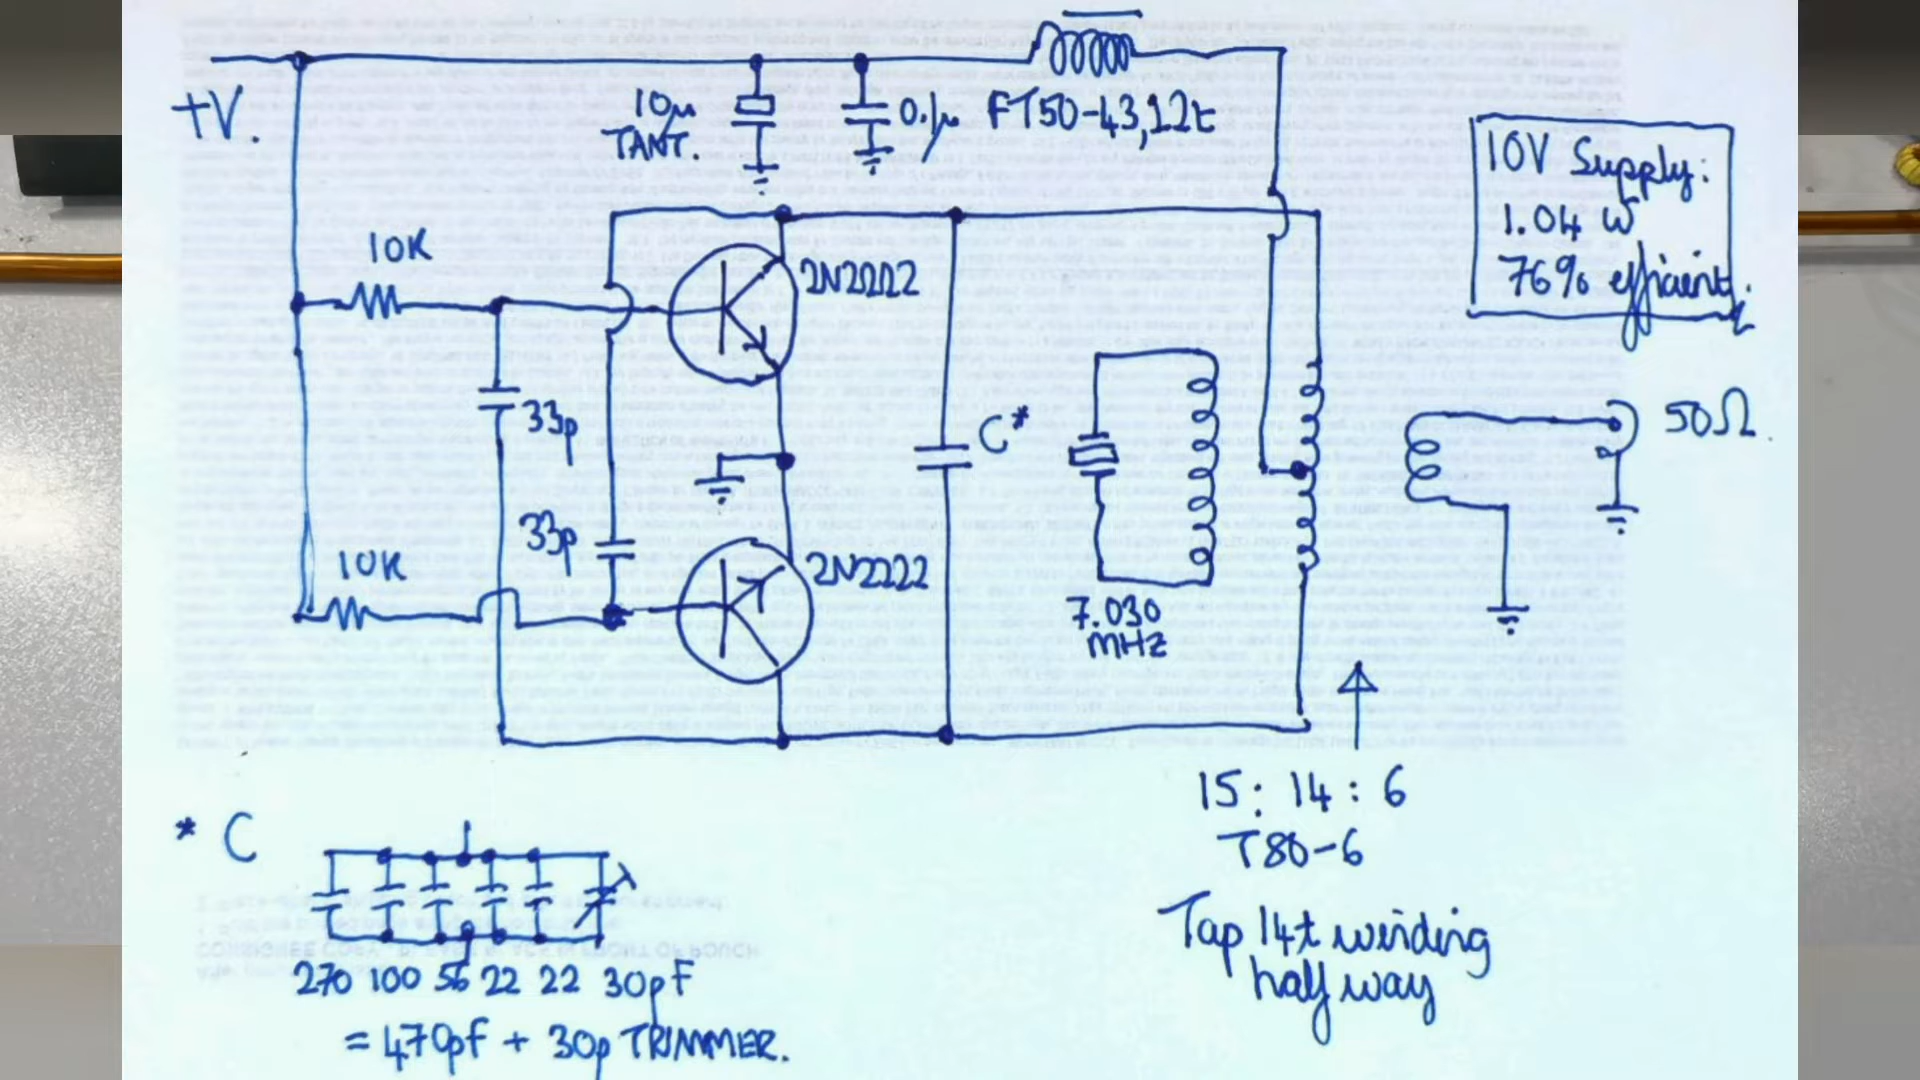 +V.
10μ
TANT.
0.1μ
FT50-43, 12t
10V Supply:
1.04 W
76% efficient.
10K
2N2222
33p
C*
50Ω
33p
10K
2N2222
7.030
MHz
15 : 14 : 6
T80-6
Tap 14t winding
half way
* C
270 100 56 22 22 30pF
= 470pF + 30p TRIMMER.